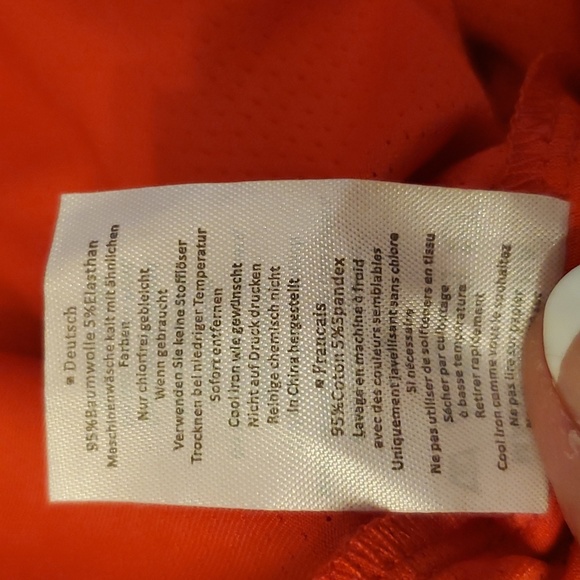 ● Deutsch
95%Baumwolle 5%Elasthan
Maschinenwäsche kalt mit ähnlichen
Farben
Nur chlorfrei gebleicht
Wenn gebraucht
Verwenden Sie keine Stofflöser
Trocknen bei niedriger Temperatur
Sofort entfernen
Cool Iron wie gewünscht
Nicht auf Druck drucken
Reinige chemisch nicht
In China hergestellt
● Francais
95%Coton 5%Spandex
Lavage en machine à froid
avec des couleurs semblables
Uniquement javellisant sans chlore
Si nécessaire
Ne pas utiliser de solfteners en tissu
Sécher par culbutage
à basse température
Retirer rapidement
Cool Iron comme vous le souhaitez
Ne pas